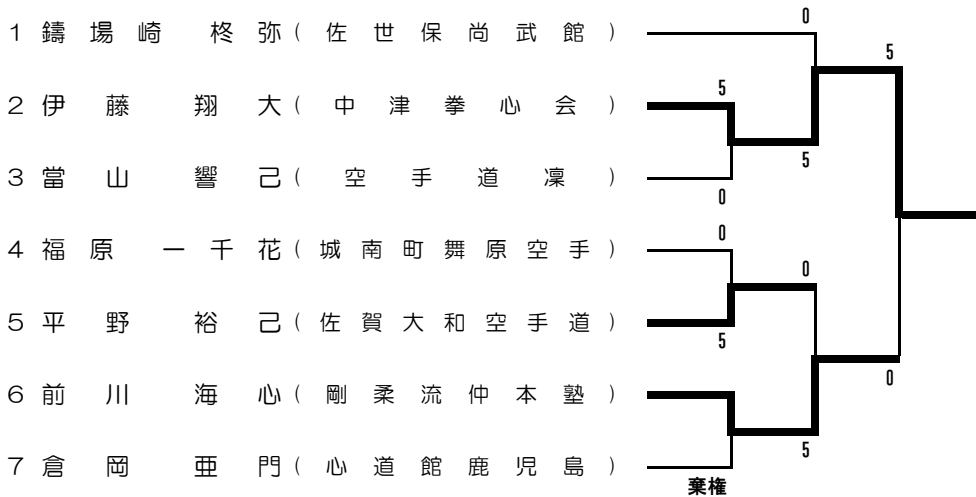 0
1 鑄場崎 柊弥(佐世保尚武館)
5
5
2 伊藤 翔大(中津拳心会)
5
3 當山 響己(空手道凜)
0
0
4 福原 一千花(城南町舞原空手)
0
5 平野 裕己(佐賀大和空手道)
5
0
6 前川 海心(剛柔流仲本塾)
5
7 倉岡 亜門(心道館鹿児島)
棄権